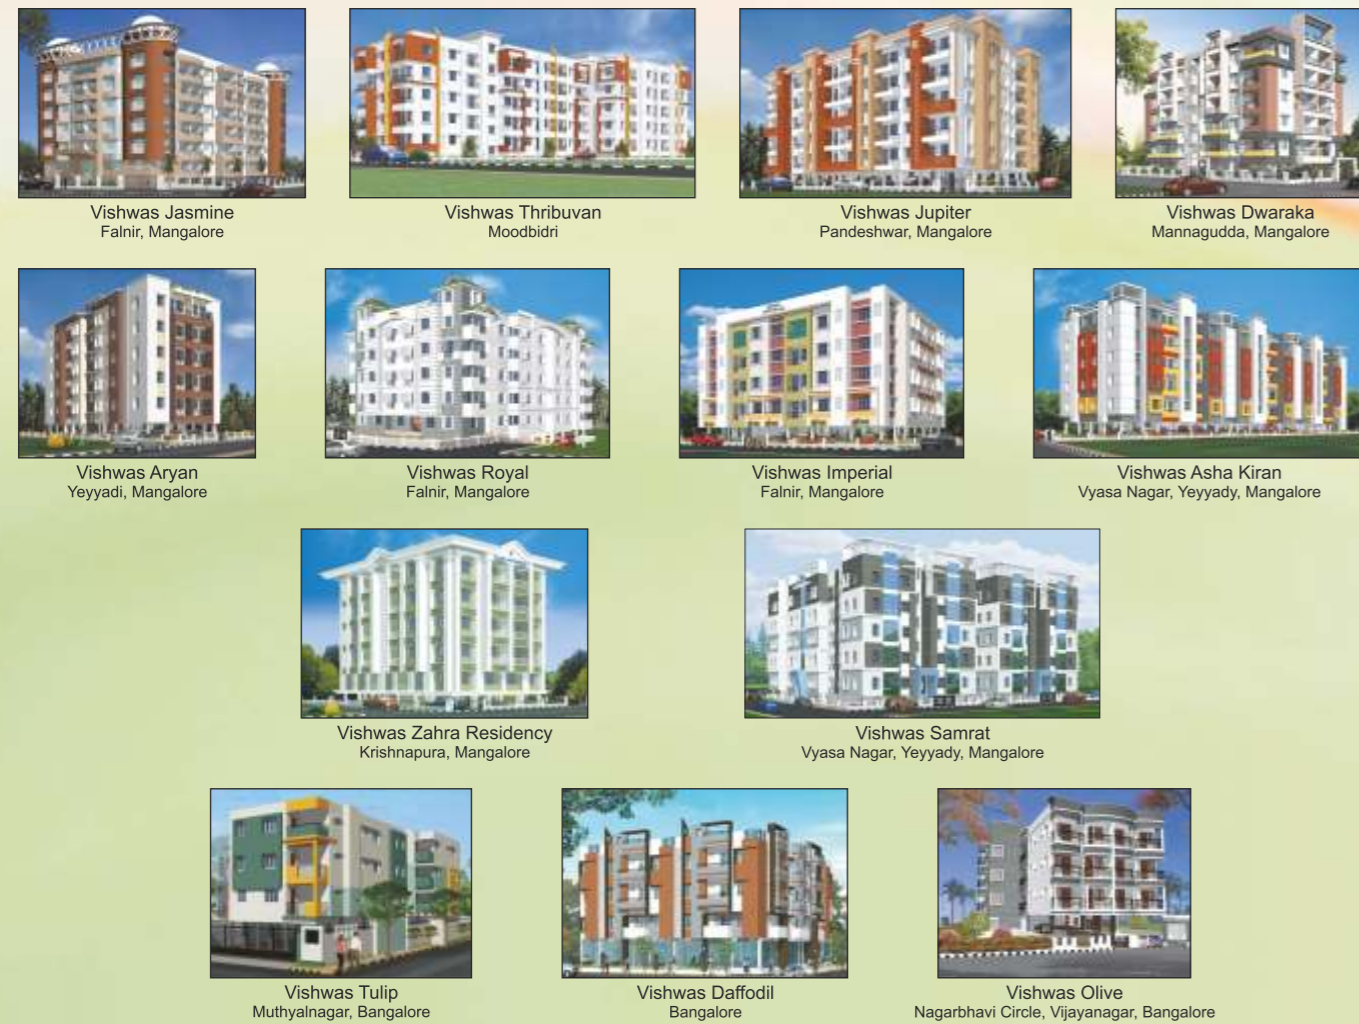 Vishwas Jasmine
Falnir, Mangalore
Vishwas Thribuvan
Moodbidri
Vishwas Jupiter
Pandeshwar, Mangalore
Vishwas Dwaraka
Mannagudda, Mangalore
Vishwas Aryan
Yeyyadi, Mangalore
Vishwas Royal
Falnir, Mangalore
Vishwas Imperial
Falnir, Mangalore
Vishwas Asha Kiran
Vyasa Nagar, Yeyyady, Mangalore
Vishwas Zahra Residency
Krishnapura, Mangalore
Vishwas Samrat
Vyasa Nagar, Yeyyady, Mangalore
Vishwas Tulip
Muthyalnagar, Bangalore
Vishwas Daffodil
Bangalore
Vishwas Olive
Nagarbhavi Circle, Vijayanagar, Bangalore